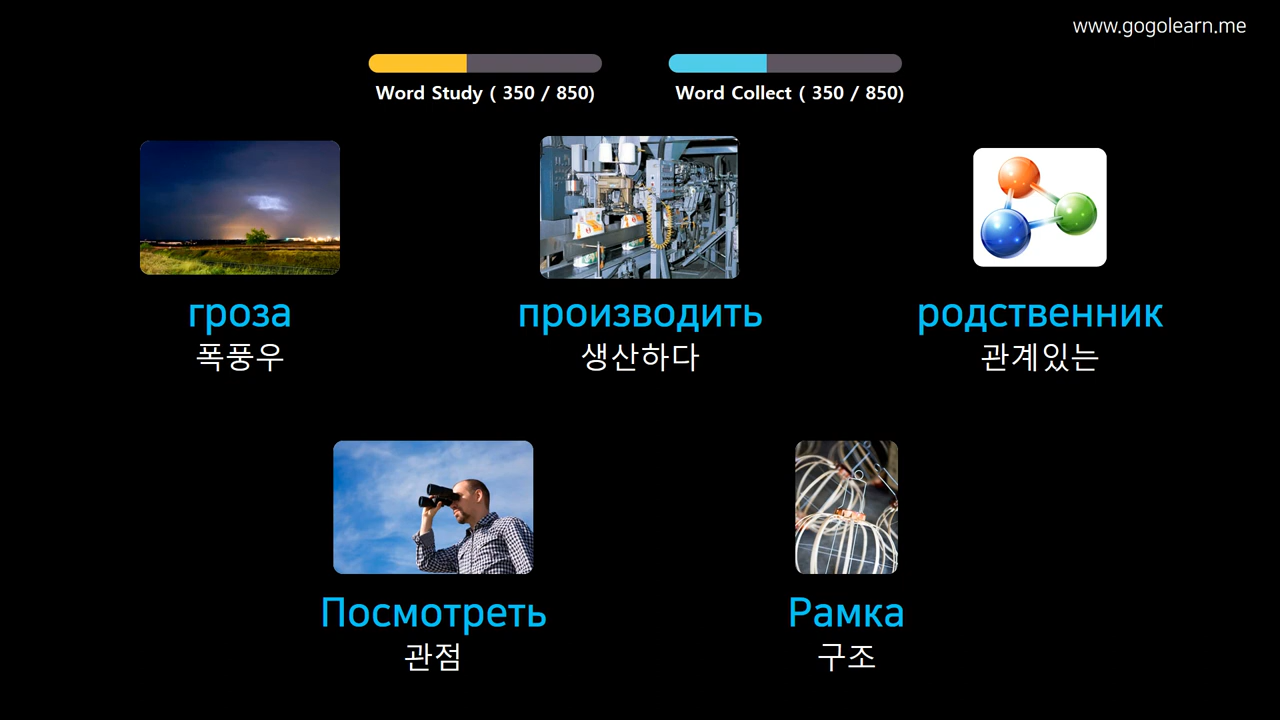 www.gogolearn.me
Word Study ( 350 / 850)
Word Collect ( 350 / 850)
гроза
폭풍우
производить
생산하다
родственник
관계있는
Посмотреть
관점
Рамка
구조